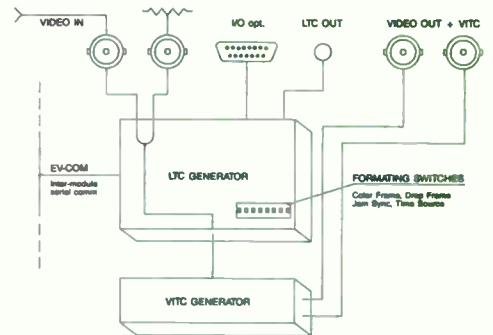 VIDEO IN
I/O opt.
LTC OUT
VIDEO OUT + VITC
EV-COM
Inter-module
serial comm
LTC GENERATOR
FORMATING SWITCHES
Color Frame, Drop Frame
Jam Sync, Time Source
VITC GENERATOR